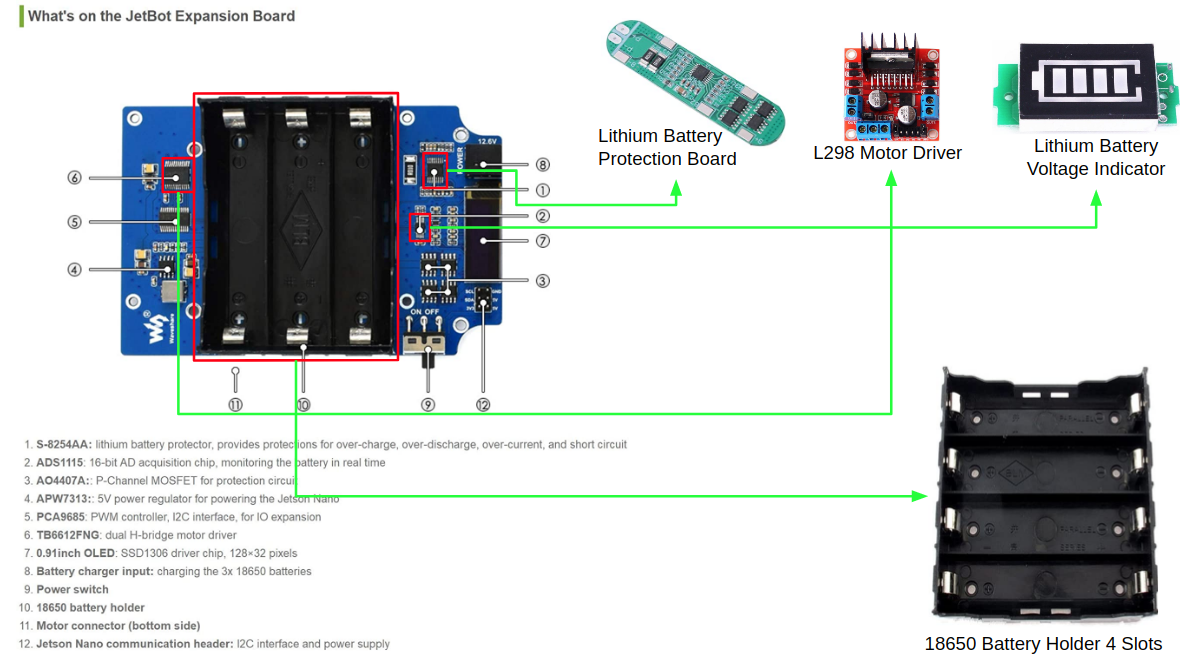 What's on the JetBot Expansion Board
Lithium Battery
Protection Board
L298 Motor Driver
Lithium Battery
Voltage Indicator
12.6V
POWER
⑧
⑥
①
②
⑤
⑦
④
③
SCL
SDA
3V3
GND
5V
5V
BLM
ON OFF
Waveshare
⑪
⑩
⑨
⑫
1. S-8254AA: lithium battery protector, provides protections for over-charge, over-discharge, over-current, and short circuit
2. ADS1115: 16-bit AD acquisition chip, monitoring the battery in real time
3. AO4407A:: P-Channel MOSFET for protection circuit
4. APW7313:: 5V power regulator for powering the Jetson Nano
5. PCA9685: PWM controller, I2C interface, for IO expansion
6. TB6612FNG: dual H-bridge motor driver
7. 0.91inch OLED: SSD1306 driver chip, 128×32 pixels
8. Battery charger input: charging the 3x 18650 batteries
9. Power switch
10. 18650 battery holder
11. Motor connector (bottom side)
12. Jetson Nano communication header: I2C interface and power supply
18650 Battery Holder 4 Slots